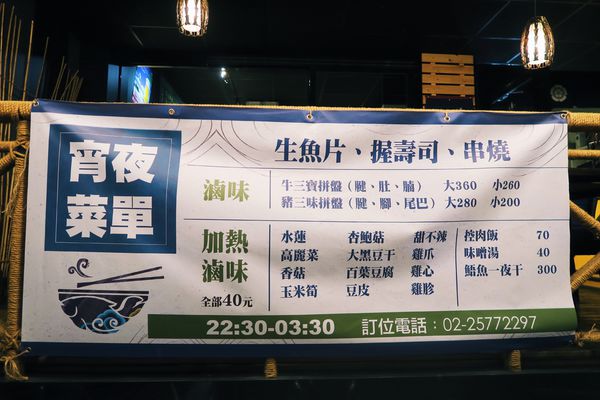 宵夜
菜單
生魚片、握壽司、串燒
滷味
牛三寶拼盤（腱、肚、腩） 大360 小260
豬三味拼盤（腱、腳、尾巴）大280 小200
加熱
滷味
全部40元
水蓮 杏鮑菇 甜不辣 控肉飯 70
高麗菜 大黑豆干 雞爪 味噌湯 40
香菇 百葉豆腐 雞心 鯌魚一夜干 300
玉米筍 豆皮 雞胗
22:30-03:30 訂位電話：02-25772297